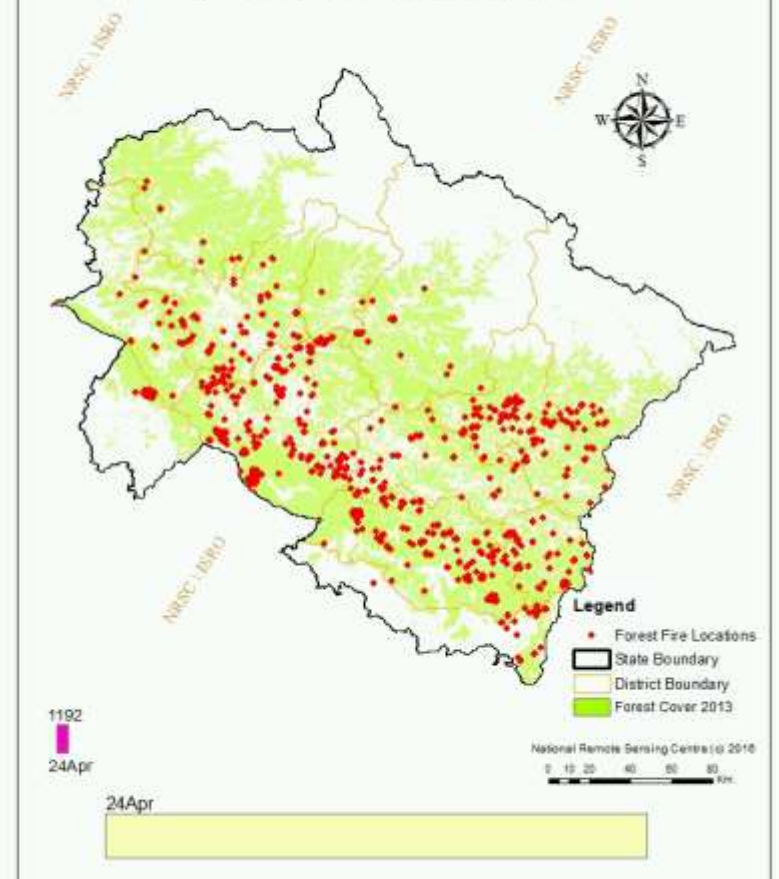 NRSC \ ISRO
NRSC \ ISRO
N
W E
S
NRSC \ ISRO
NRSC \ ISRO
Legend
Forest Fire Locations
State Boundary
District Boundary
Forest Cover 2013
1192
24Apr
National Remote Sensing Centre (c) 2016
0 10 20 40 60 80
Km.
24Apr